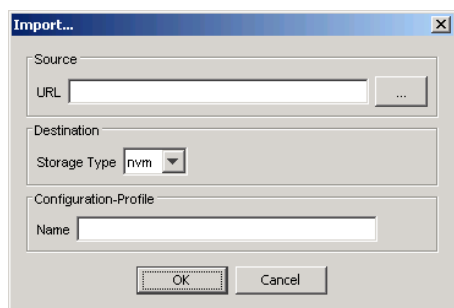 Import...
Source
URL
...
Destination
Storage Type nvm
Configuration-Profile
Name
OK Cancel